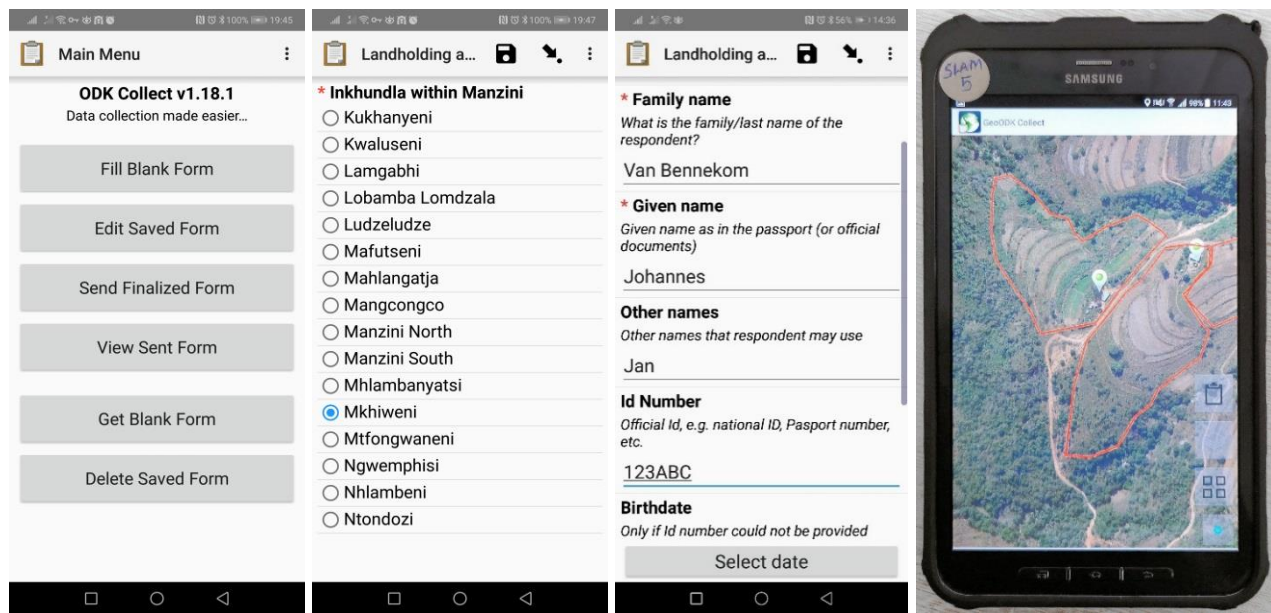 100% 19:45
Main Menu
ODK Collect v1.18.1
Data collection made easier...
Fill Blank Form
Edit Saved Form
Send Finalized Form
View Sent Form
Get Blank Form
Delete Saved Form
100% 19:47
Landholding a...
* Inkhundla within Manzini
Kukhanyeni
Kwaluseni
Lamgabhi
Lobamba Lomdzala
Ludzeludze
Mafutseni
Mahlangatja
Mangcongco
Manzini North
Manzini South
Mhlambanyatsi
Mkhiweni
Mtfongwaneni
Ngwemphisi
Nhlambeni
Ntondozi
56% 14:36
Landholding a...
* Family name
What is the family/last name of the
respondent?
Van Bennekom
* Given name
Given name as in the passport (or official
documents)
Johannes
Other names
Other names that respondent may use
Jan
Id Number
Official Id, e.g. national ID, Pasport number,
etc.
123ABC
Birthdate
Only if Id number could not be provided
Select date
SLAM
5
SAMSUNG
98% 11:43
GeoODK Collect